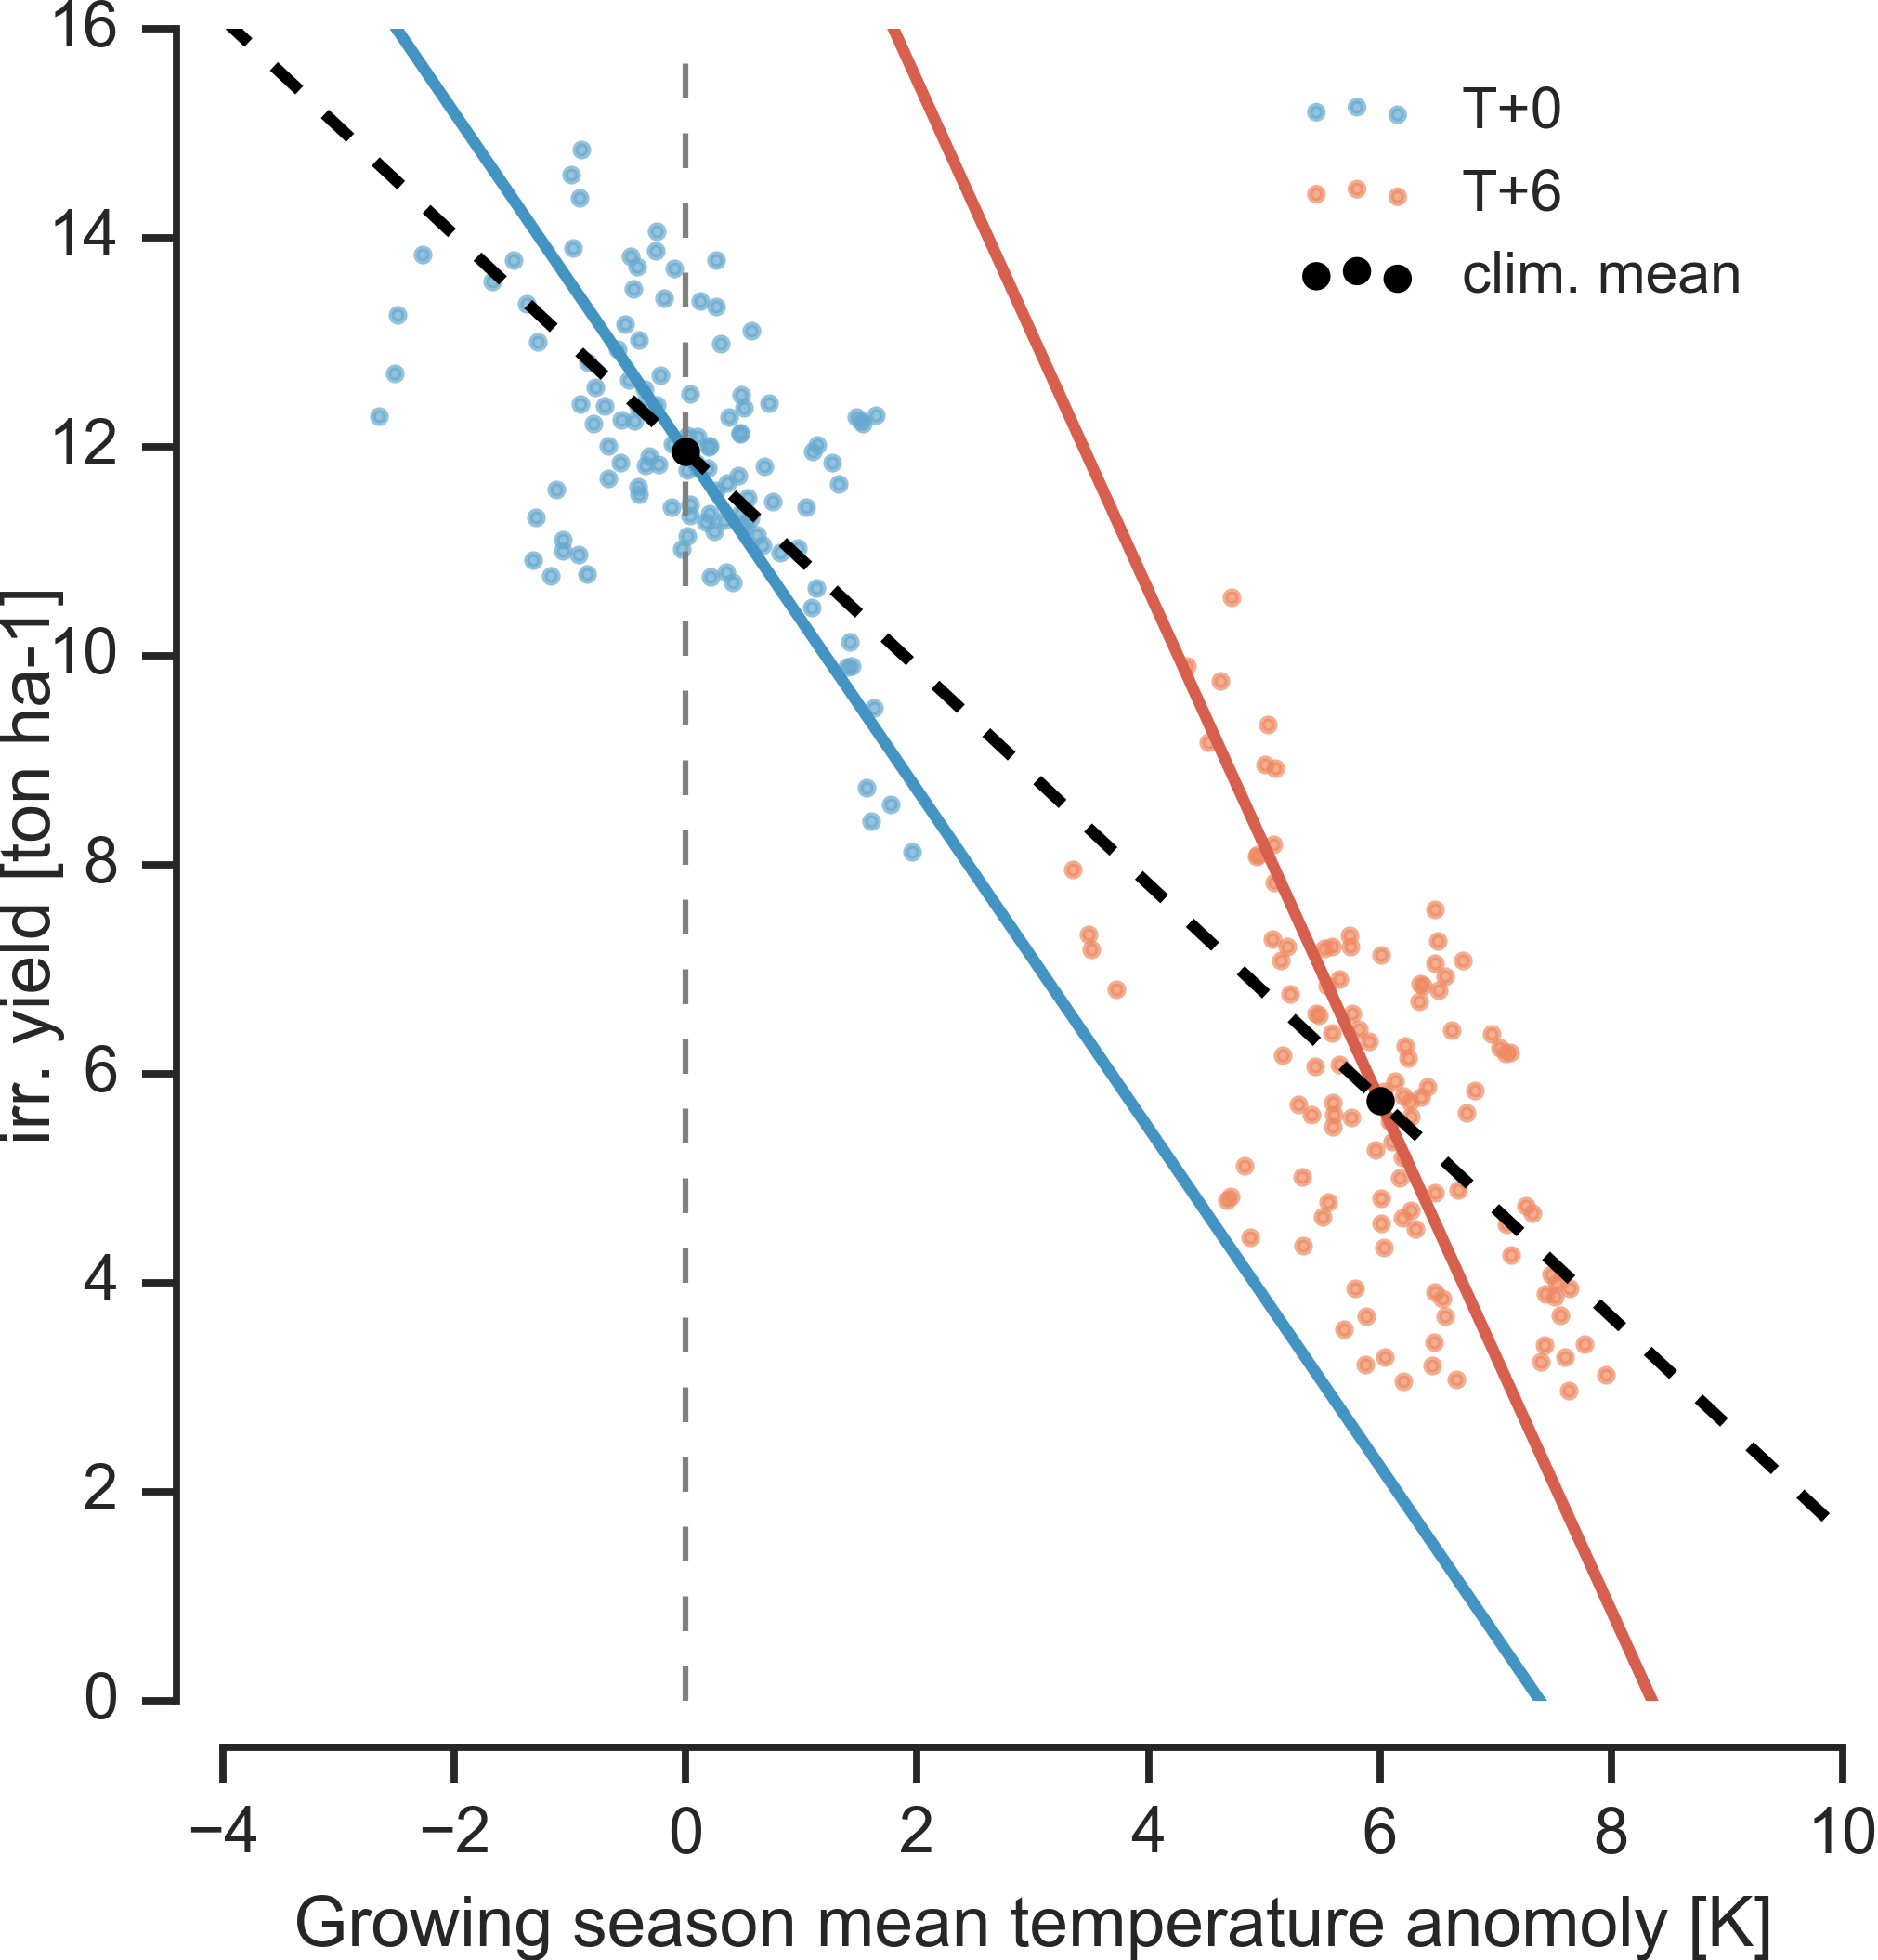 16
14
12
10
8
6
4
2
0
irr. yield [ton ha-1]
T+0
T+6
clim. mean
−4 −2 0 2 4 6 8 10
Growing season mean temperature anomoly [K]